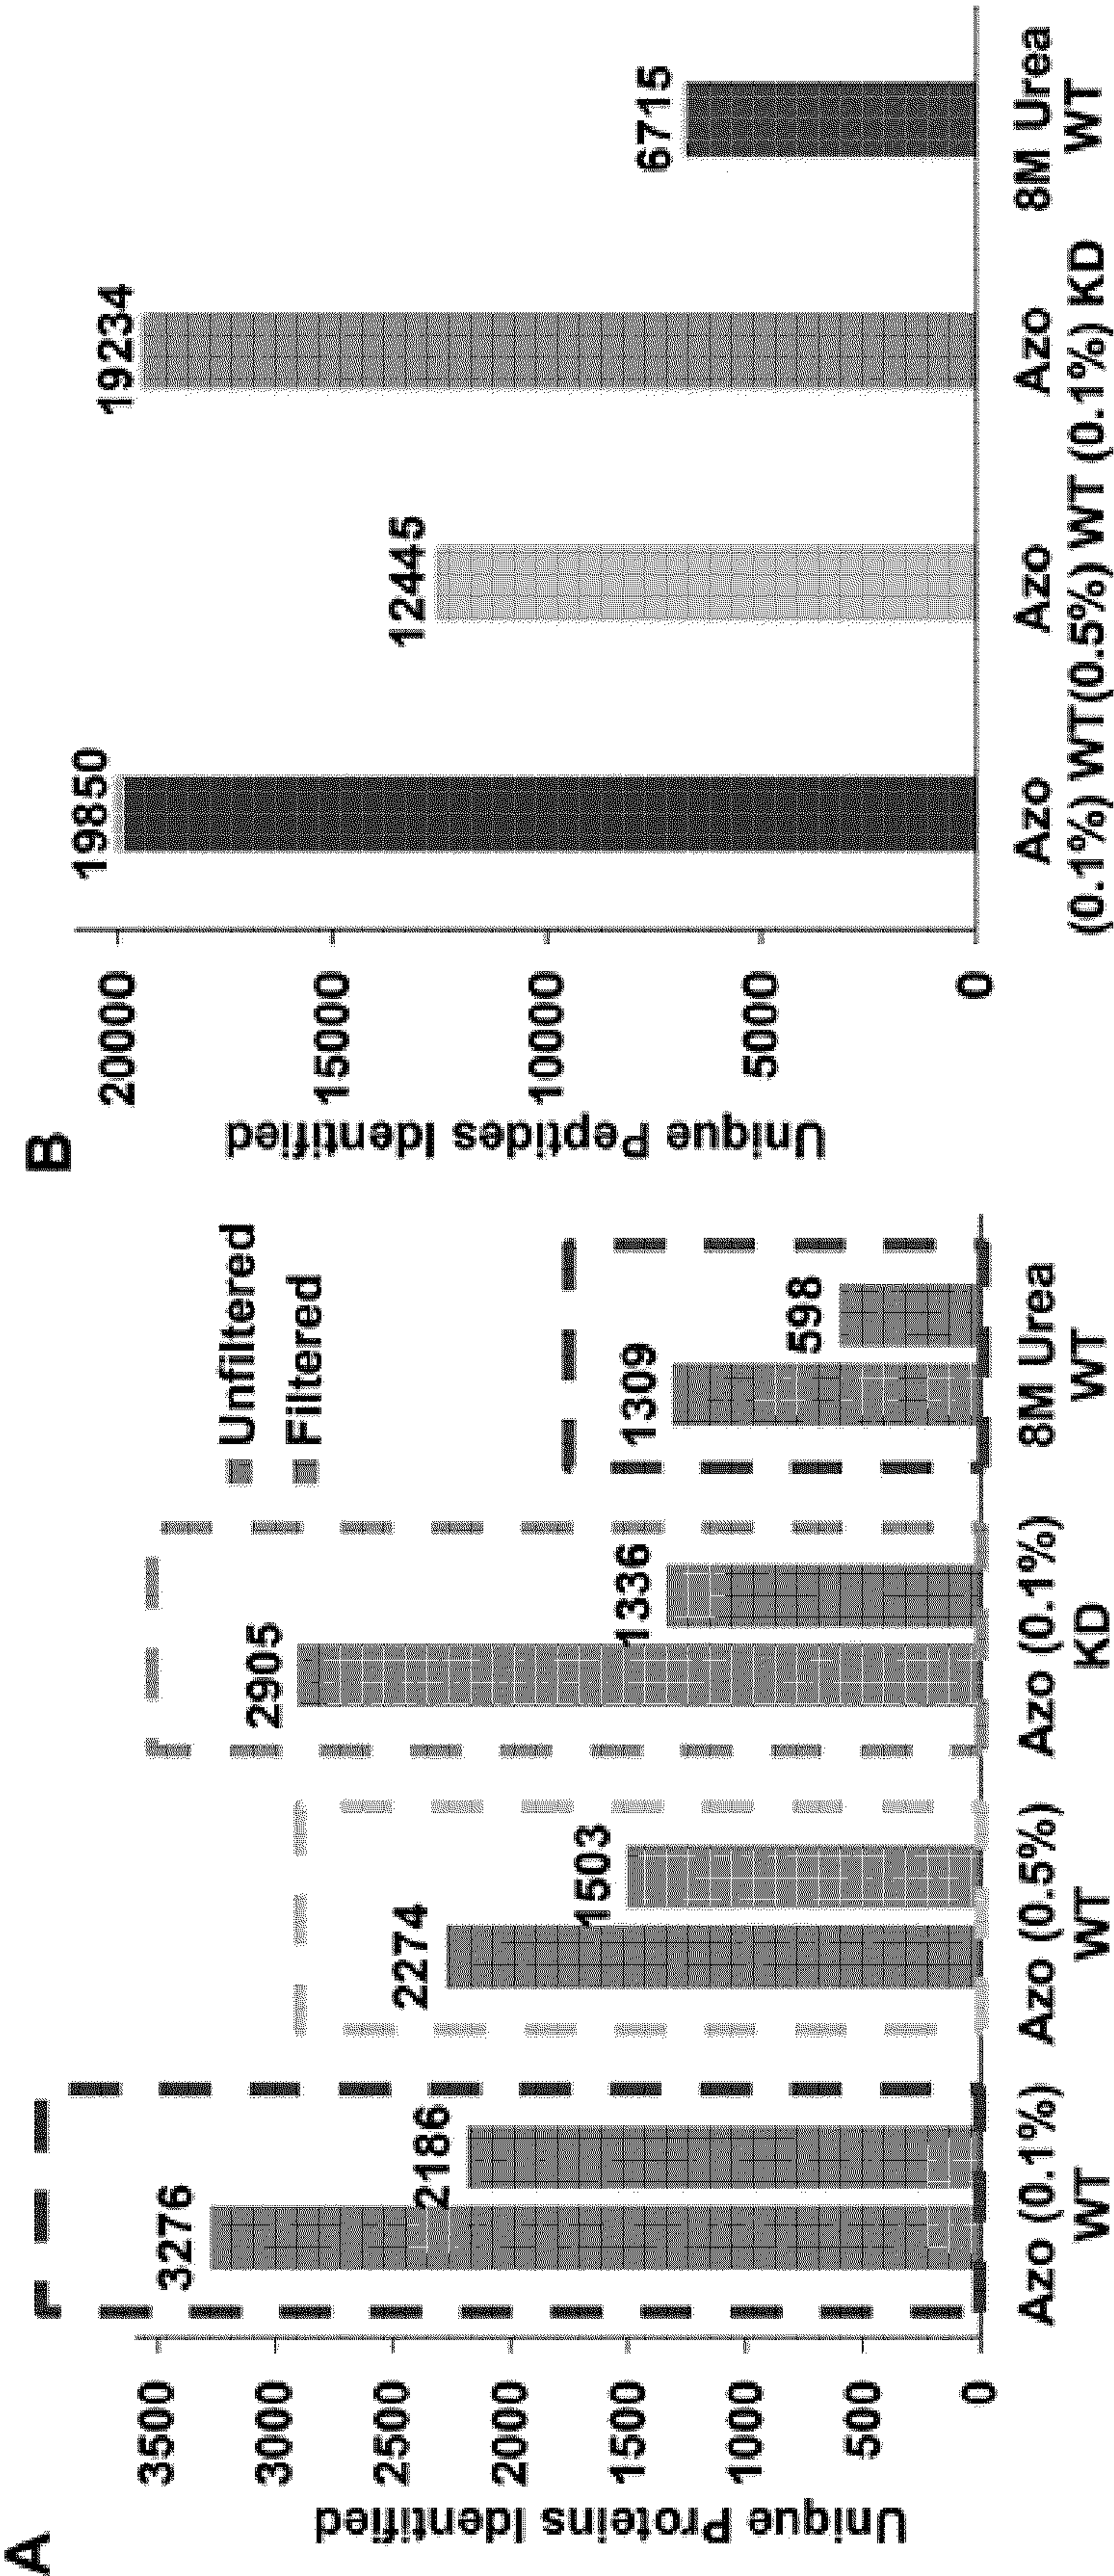 A
Unique Proteins Identified
3500
3000
2500
2000
1500
1000
500
0
3276
2186
2274
1503
2905
1336
1309
598
Unfiltered
Filtered
Azo (0.1%)
WT
Azo (0.5%)
WT
Azo (0.1%)
KD
8M Urea
WT
B
Unique Peptides Identified
20000
15000
10000
5000
0
19850
12445
19234
6715
Azo Azo Azo 8M Urea
(0.1%) WT(0.5%) WT (0.1%) KD WT